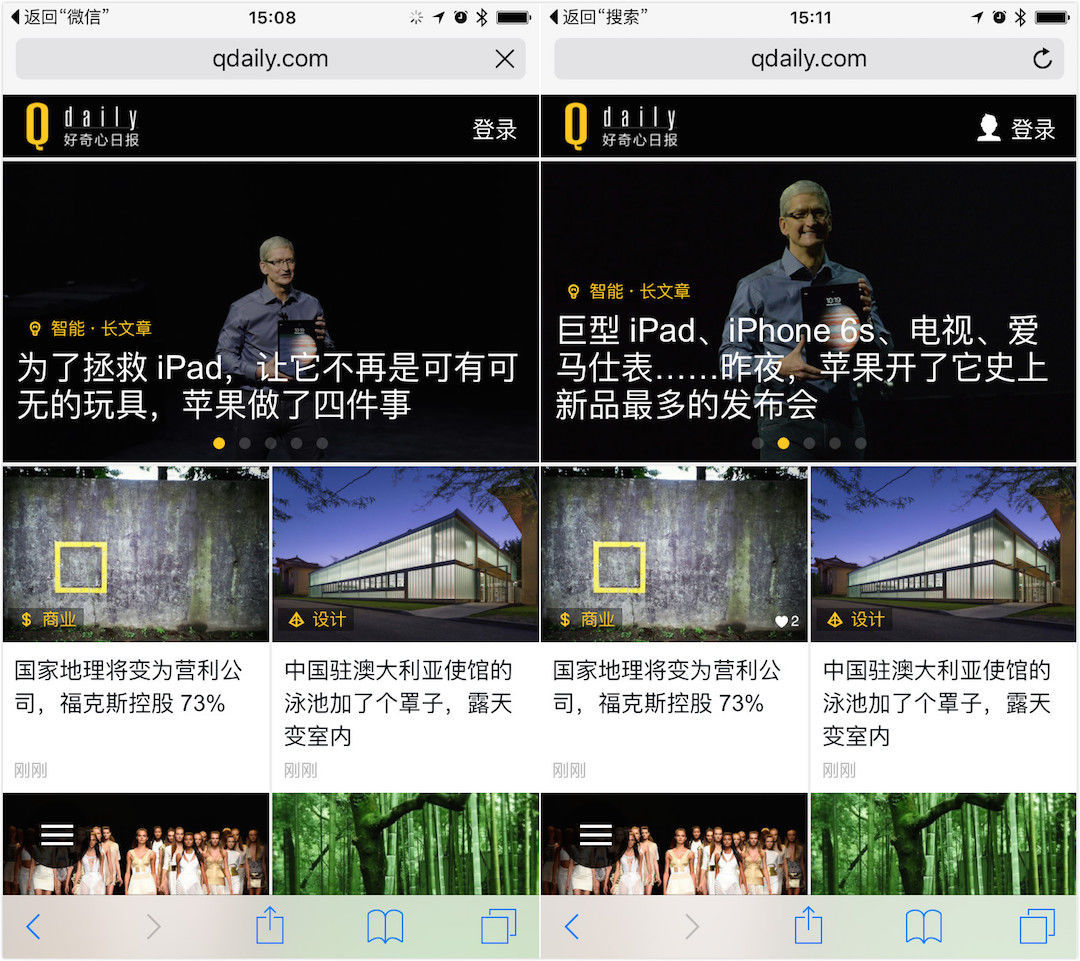 返回“微信”
15:08
qdaily.com
Q daily
好奇心日报
登录
智能 · 长文章
为了拯救 iPad，让它不再是可有可
无的玩具，苹果做了四件事
$ 商业
设计
国家地理将变为营利公
司，福克斯控股 73%
刚刚
中国驻澳大利亚使馆的
泳池加了个罩子，露天
变室内
刚刚
返回“搜索”
15:11
qdaily.com
Q daily
好奇心日报
登录
10:19
智能 · 长文章
巨型 iPad、iPhone 6s、电视、爱
马仕表……昨夜，苹果开了它史上
新品最多的发布会
$ 商业
2
设计
国家地理将变为营利公
司，福克斯控股 73%
刚刚
中国驻澳大利亚使馆的
泳池加了个罩子，露天
变室内
刚刚